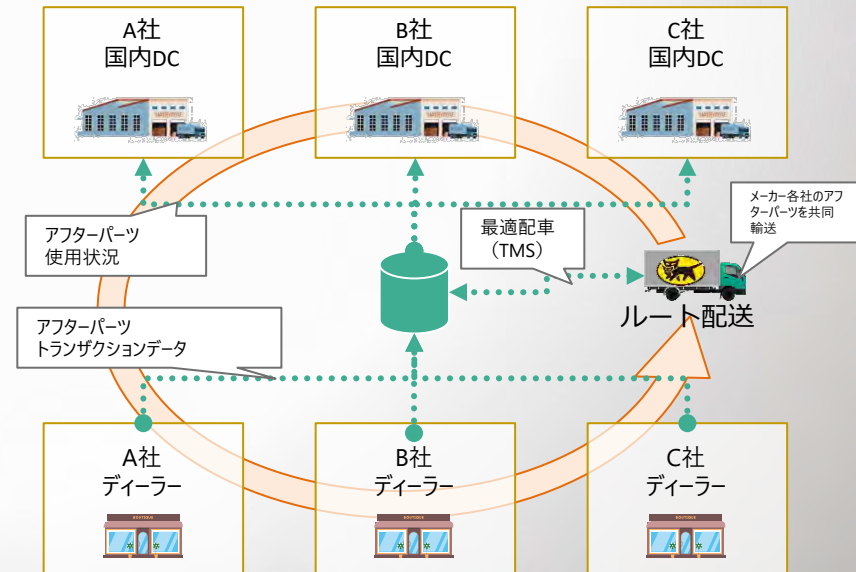 A社
国内DC
B社
国内DC
C社
国内DC
アフターパーツ
使用状況
最適配車
（TMS）
メーカー各社のアフ
ターパーツを共同
輸送
ルート配送
アフターパーツ
トランザクションデータ
A社
ディーラー
B社
ディーラー
C社
ディーラー
BOUTIQUE
BOUTIQUE
BOUTIQUE